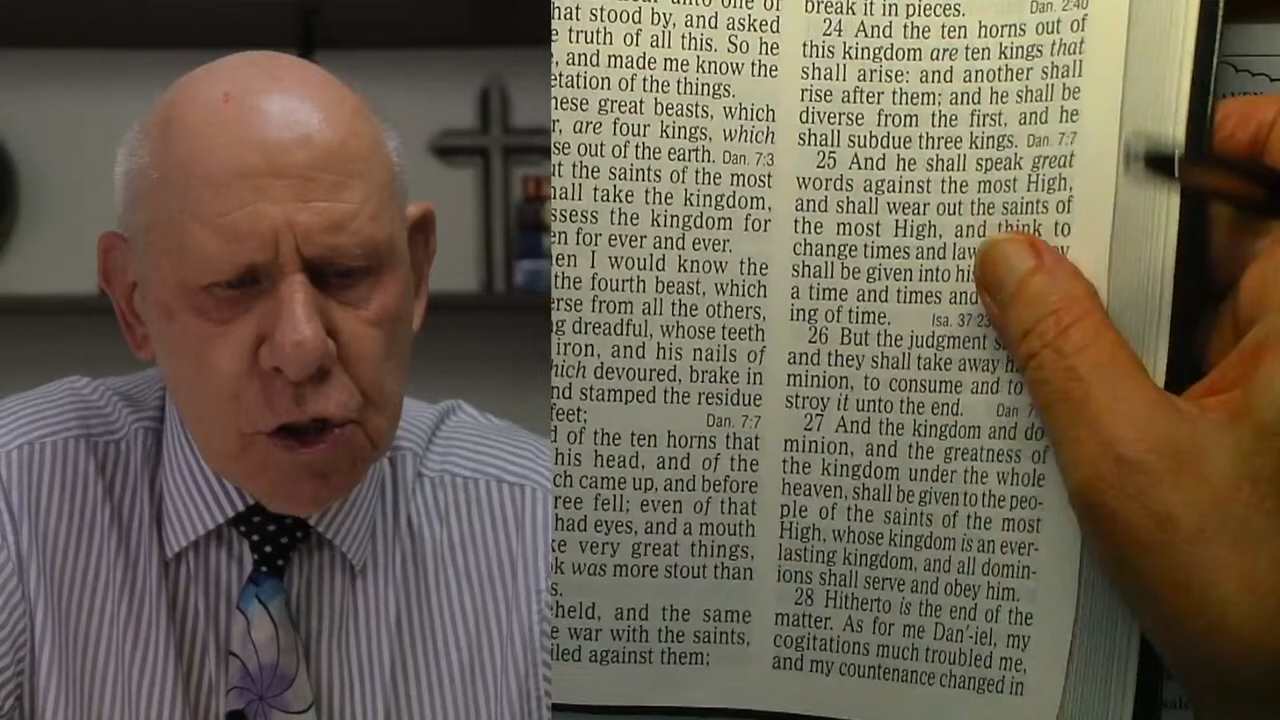 one of
hat stood by, and asked
e truth of all this. So he
, and made me know the
etation of the things.
hese great beasts, which
r, are four kings, which
se out of the earth. Dan. 7:3
ut the saints of the most
hall take the kingdom,
ssess the kingdom for
en for ever and ever.
hen I would know the
the fourth beast, which
erse from all the others,
g dreadful, whose teeth
iron, and his nails of
hich devoured, brake in
nd stamped the residue
feet; Dan. 7:7
d of the ten horns that
his head, and of the
ch came up, and before
ree fell; even of that
had eyes, and a mouth
ke very great things,
ok was more stout than
s.
eheld, and the same
e war with the saints,
iled against them;
break it in pieces. Dan. 2:40
24 And the ten horns out of
this kingdom are ten kings that
shall arise: and another shall
rise after them; and he shall be
diverse from the first, and he
shall subdue three kings. Dan. 7:7
25 And he shall speak great
words against the most High,
and shall wear out the saints of
the most High, and think to
change times and law
shall be given into hi
a time and times and
ing of time. Isa. 37 23
26 But the judgment s
and they shall take away h
minion, to consume and to
stroy it unto the end. Dan 7
27 And the kingdom and do
minion, and the greatness of
the kingdom under the whole
heaven, shall be given to the peo-
ple of the saints of the most
High, whose kingdom is an ever-
lasting kingdom, and all domin-
ions shall serve and obey him.
28 Hitherto is the end of the
matter. As for me Dan'-iel, my
cogitations much troubled me,
and my countenance changed in